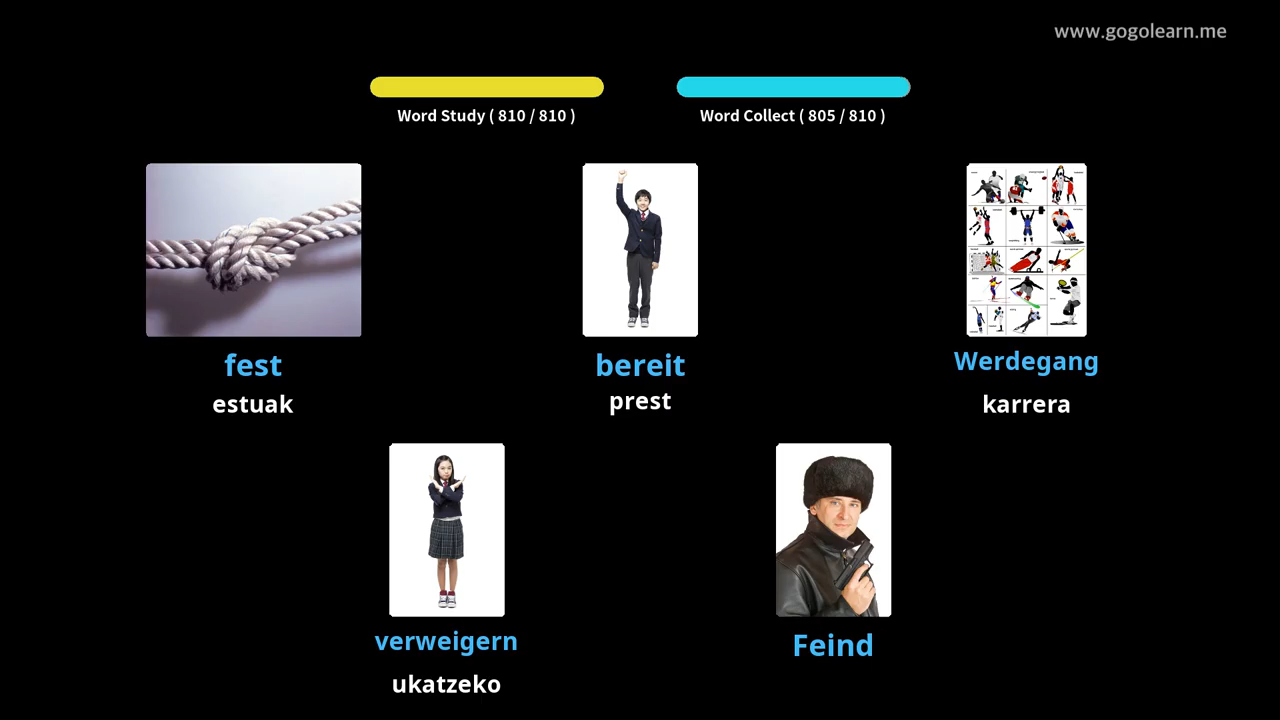 www.gogolearn.me
Word Study ( 810 / 810 )
Word Collect ( 805 / 810 )
fest
estuak
bereit
prest
Werdegang
karrera
verweigern
ukatzeko
Feind